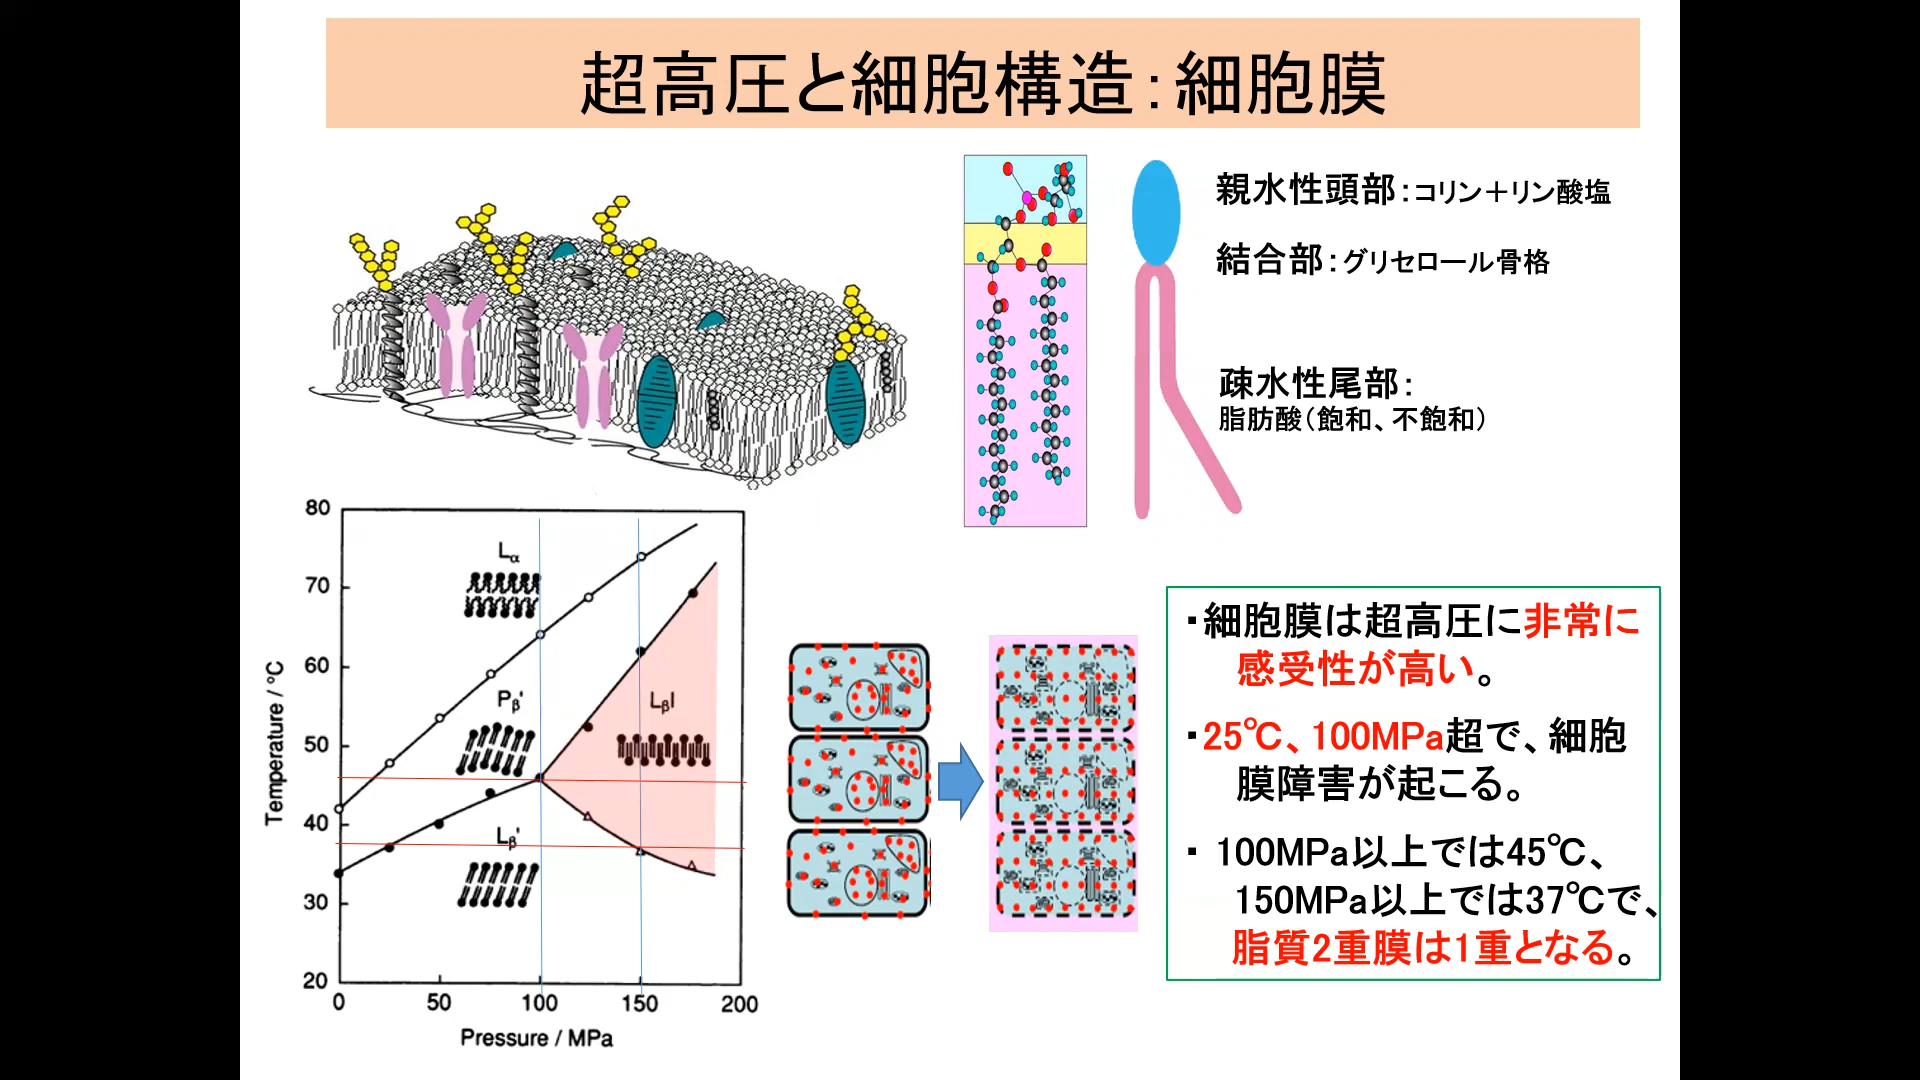 超高圧と細胞構造：細胞膜
親水性頭部：コリン＋リン酸塩
結合部：グリセロール骨格
疎水性尾部：
脂肪酸（飽和、不飽和）
80
70
60
50
40
30
20
0
50
100
150
200
Temperature / °C
Pressure / MPa
Lα
Pβ'
LβI
Lβ'
・細胞膜は超高圧に非常に
感受性が高い。
・25℃、100MPa超で、細胞
膜障害が起こる。
・ 100MPa以上では45℃、
150MPa以上では37℃で、
脂質2重膜は1重となる。